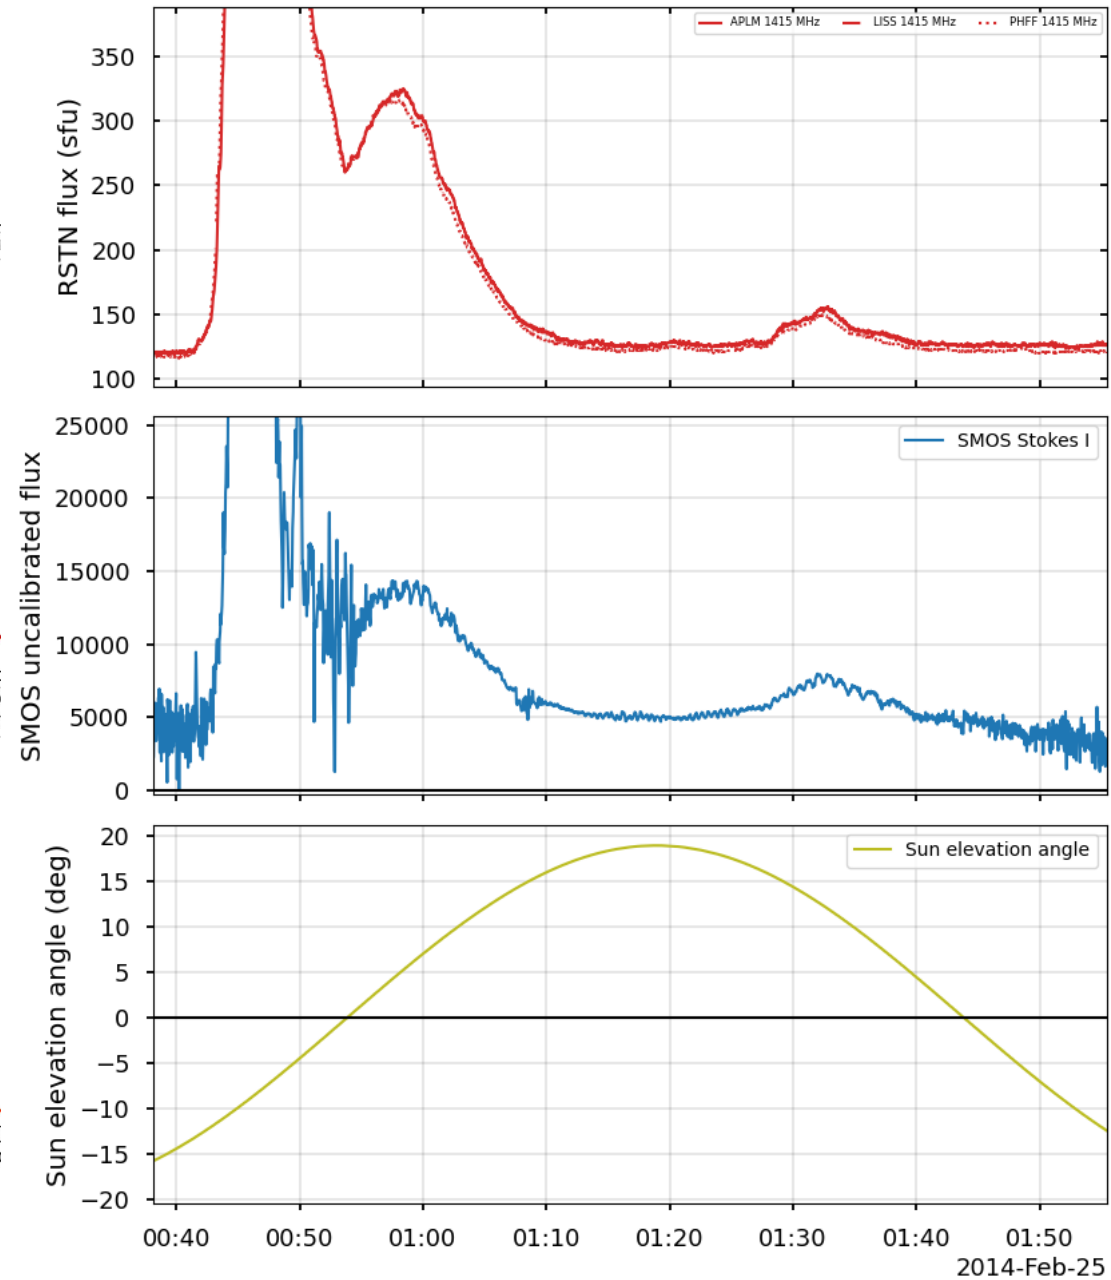 APLM 1415 MHz LISS 1415 MHz PHFF 1415 MHz
RSTN flux (sfu)
350
300
250
200
150
100
SMOS Stokes I
SMOS uncalibrated flux
25000
20000
15000
10000
5000
0
Sun elevation angle
Sun elevation angle (deg)
20
15
10
5
0
−5
−10
−15
−20
00:40 00:50 01:00 01:10 01:20 01:30 01:40 01:50
2014-Feb-25